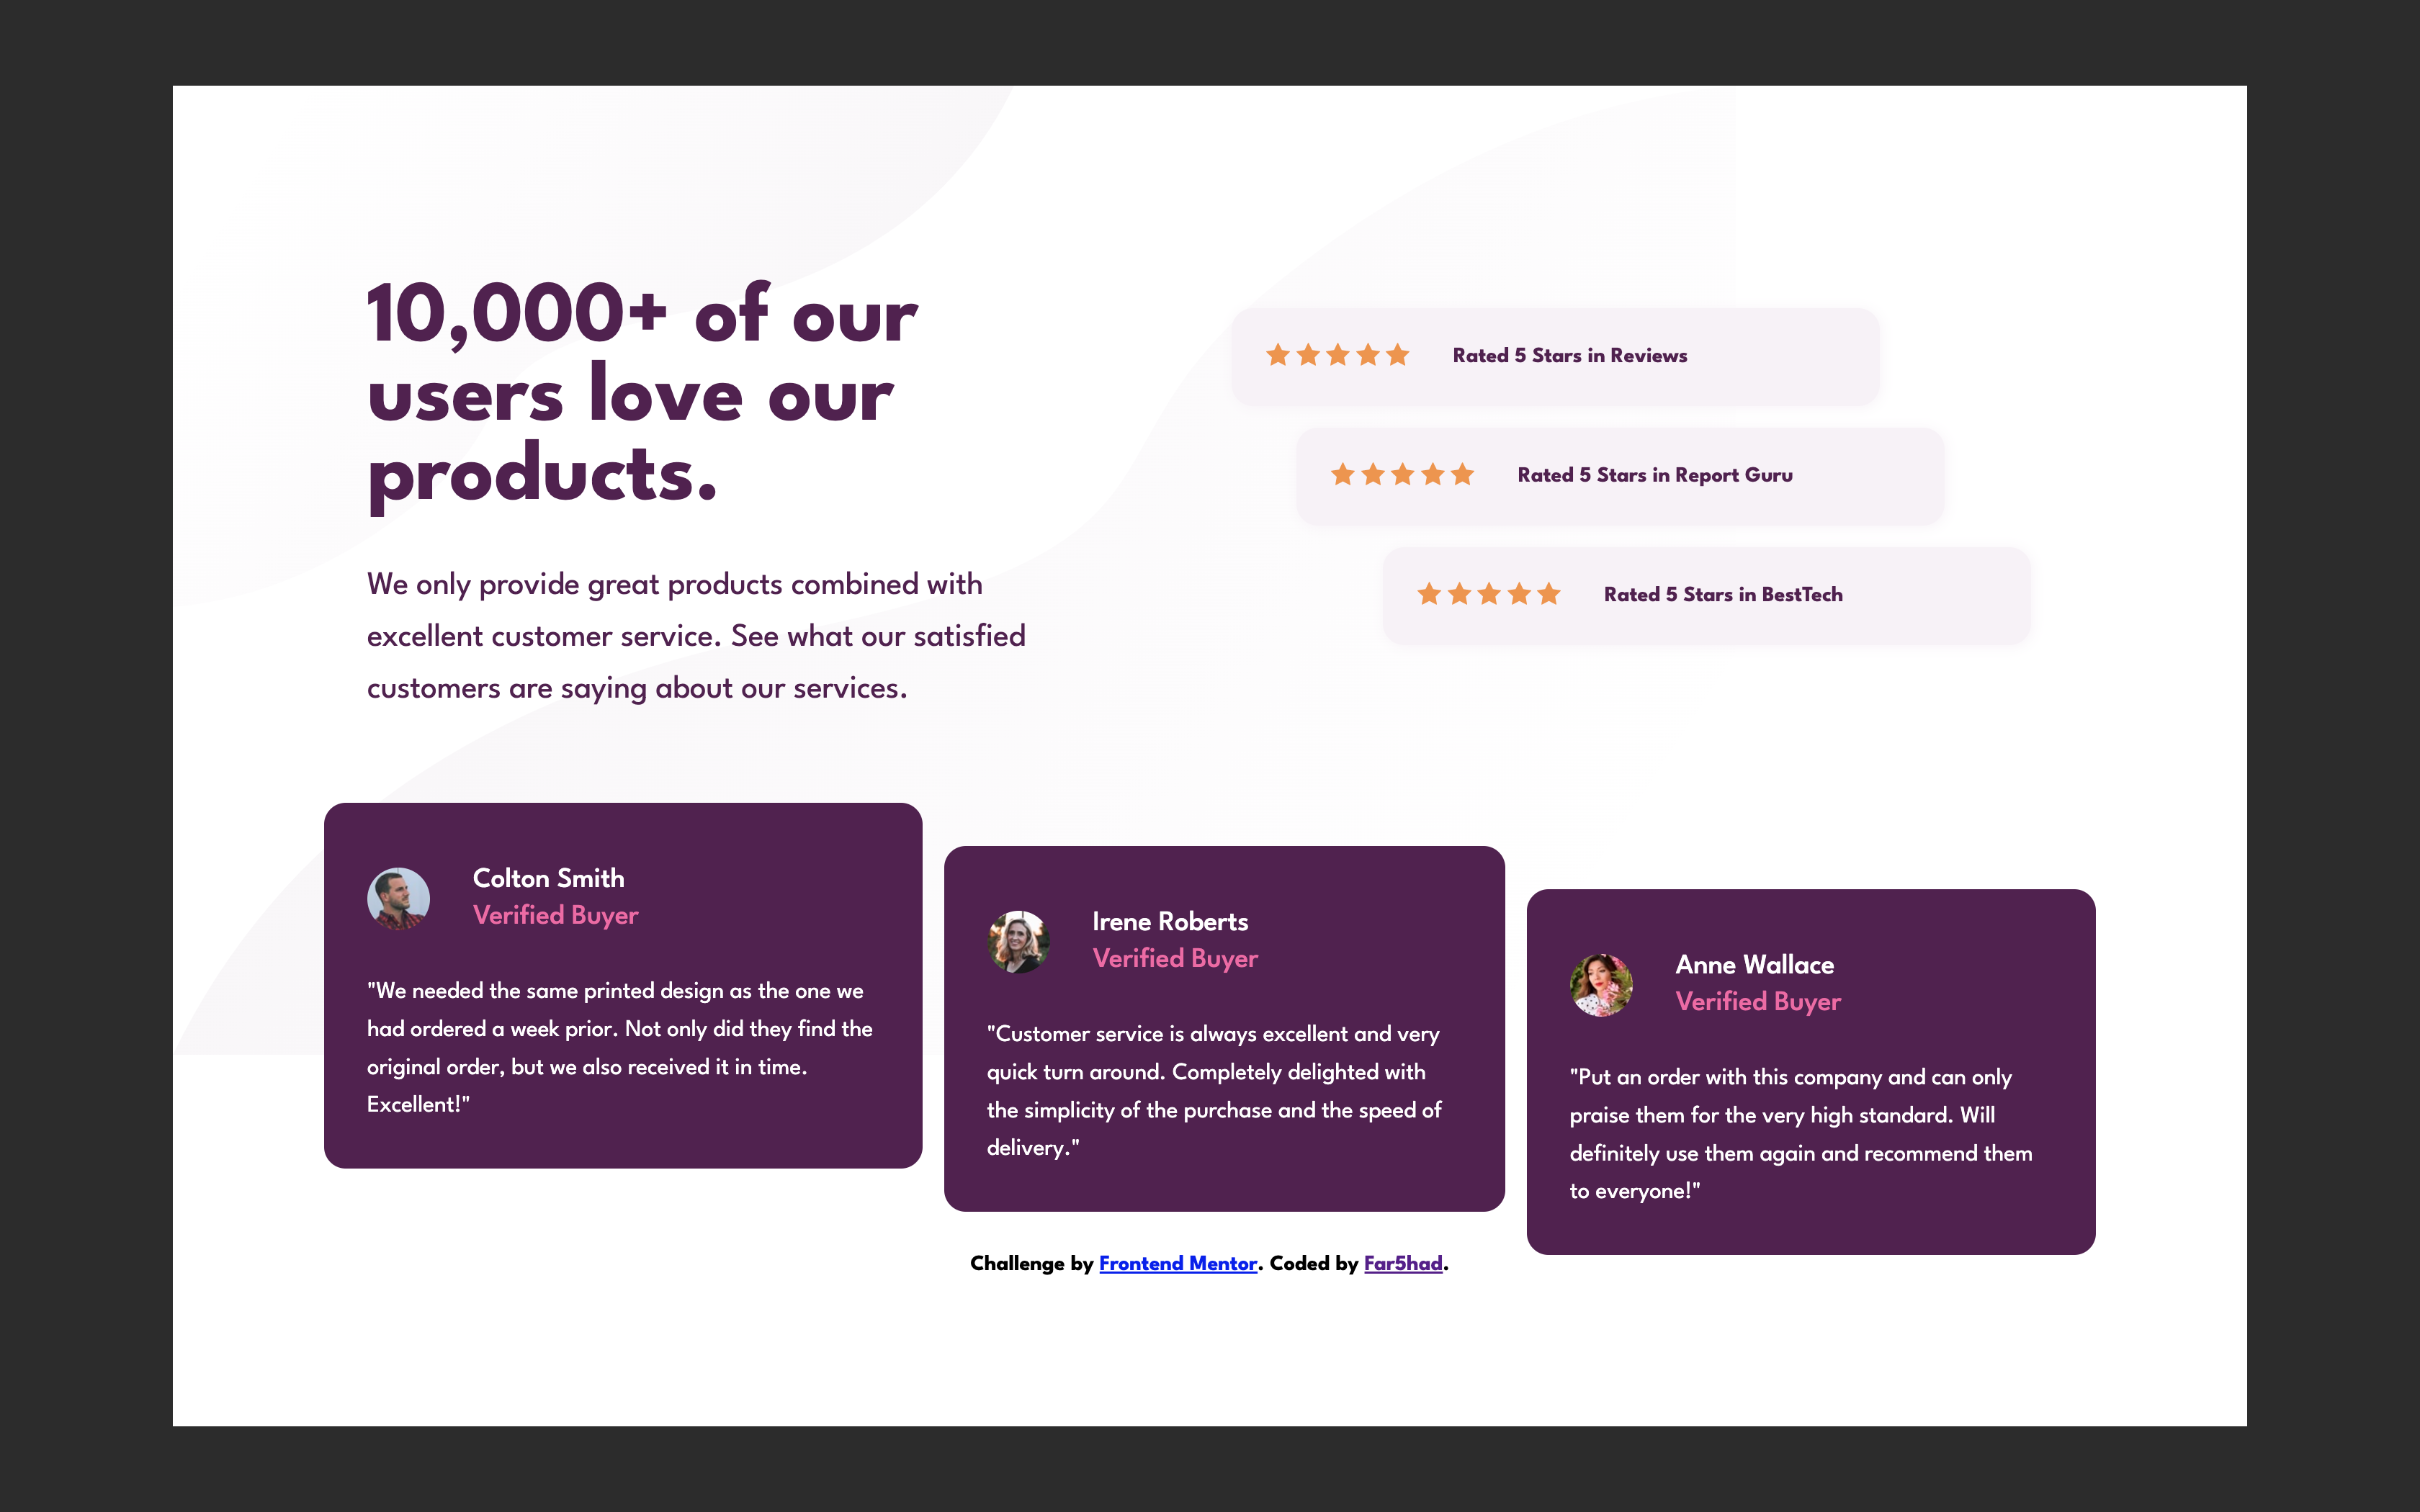 10,000+ of our
users love our
products.
We only provide great products combined with
excellent customer service. See what our satisfied
customers are saying about our services.
Rated 5 Stars in Reviews
Rated 5 Stars in Report Guru
Rated 5 Stars in BestTech
Colton Smith
Verified Buyer
"We needed the same printed design as the one we
had ordered a week prior. Not only did they find the
original order, but we also received it in time.
Excellent!"
Irene Roberts
Verified Buyer
"Customer service is always excellent and very
quick turn around. Completely delighted with
the simplicity of the purchase and the speed of
delivery."
Anne Wallace
Verified Buyer
"Put an order with this company and can only
praise them for the very high standard. Will
definitely use them again and recommend them
to everyone!"
Challenge by Frontend Mentor. Coded by Far5had.